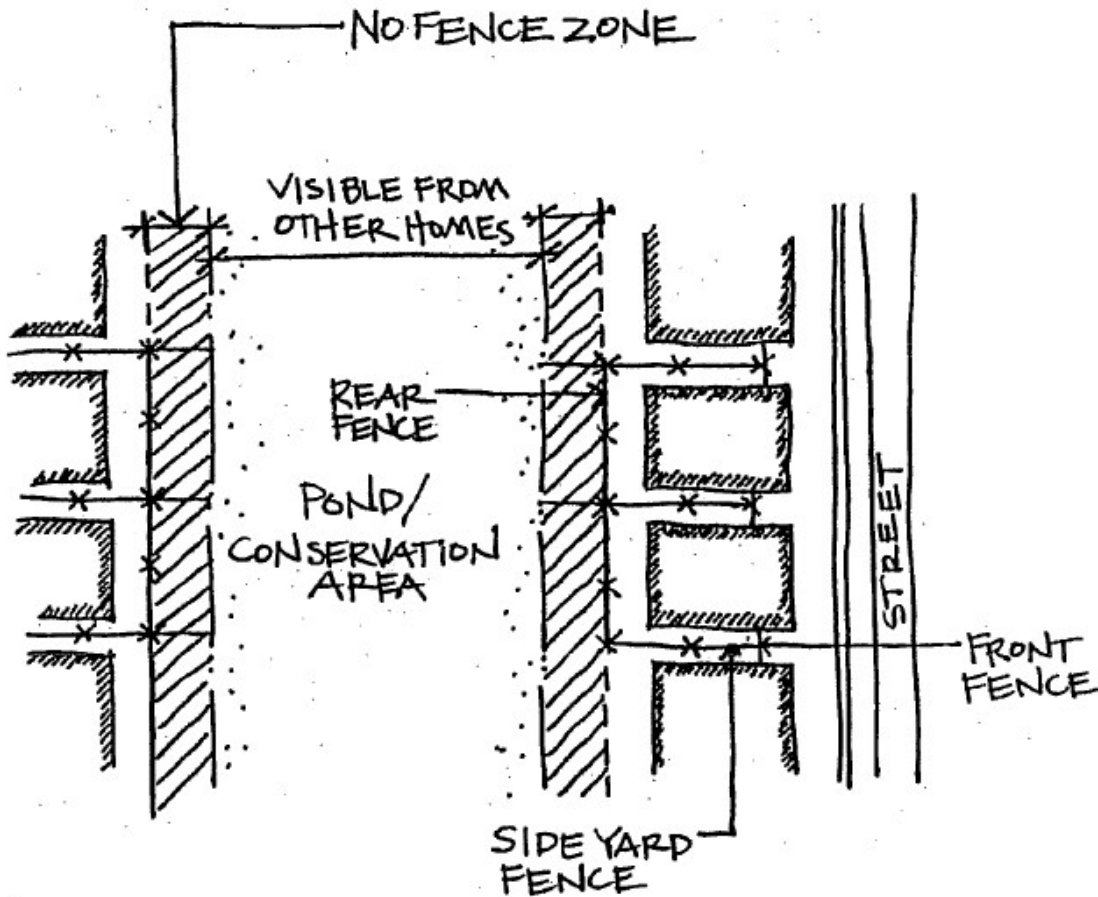 NO FENCE ZONE
VISIBLE FROM
OTHER HOMES
REAR
FENCE
POND/
CONSERVATION
AREA
STREET
FRONT
FENCE
SIDE YARD
FENCE